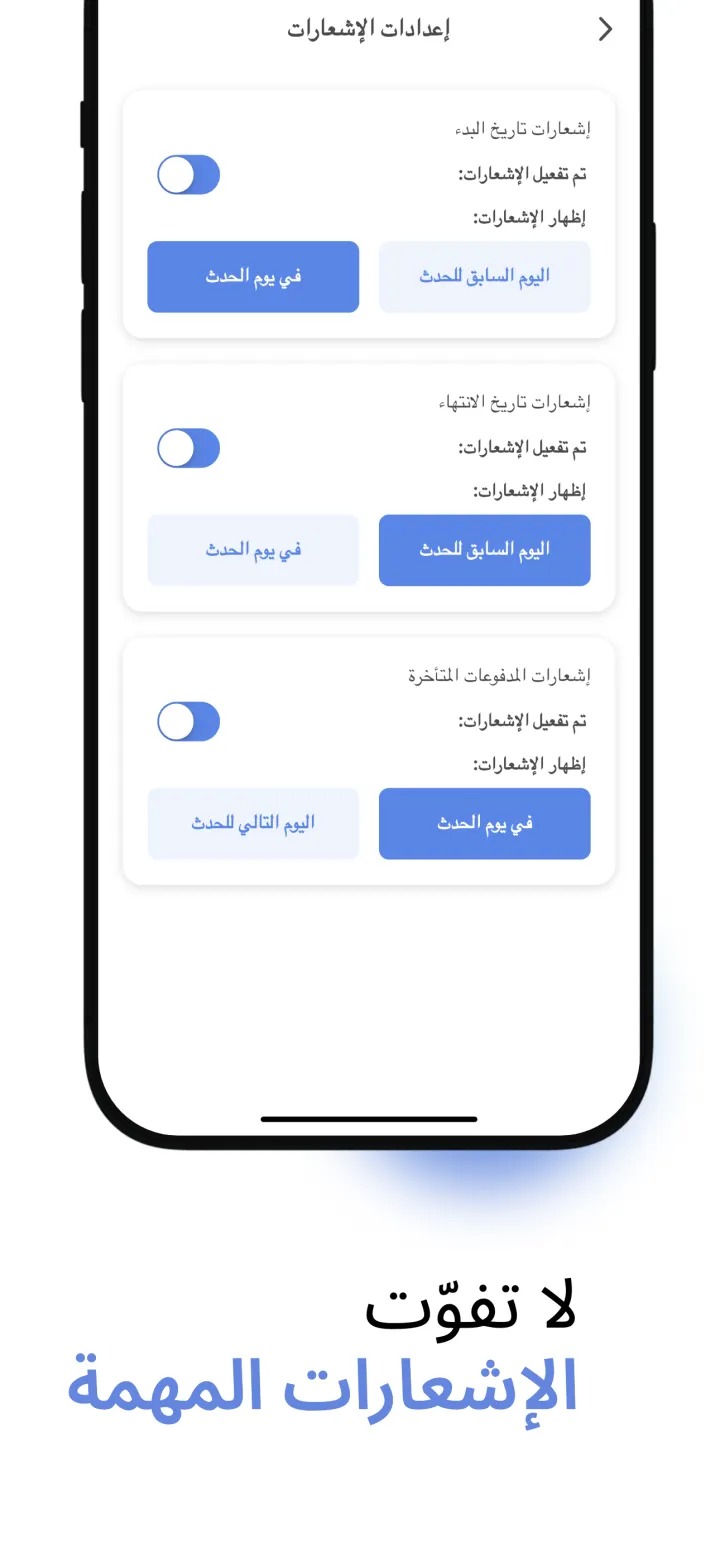 إعدادات الإشعارات
إشعارات تاريخ البدء
تم تفعيل الإشعارات:
إظهار الإشعارات:
اليوم السابق للحدث
في يوم الحدث
إشعارات تاريخ الانتهاء
تم تفعيل الإشعارات:
إظهار الإشعارات:
اليوم السابق للحدث
في يوم الحدث
إشعارات المدفوعات المتأخرة
تم تفعيل الإشعارات:
إظهار الإشعارات:
في يوم الحدث
اليوم التالي للحدث
لا تفوّت
الإشعارات المهمة